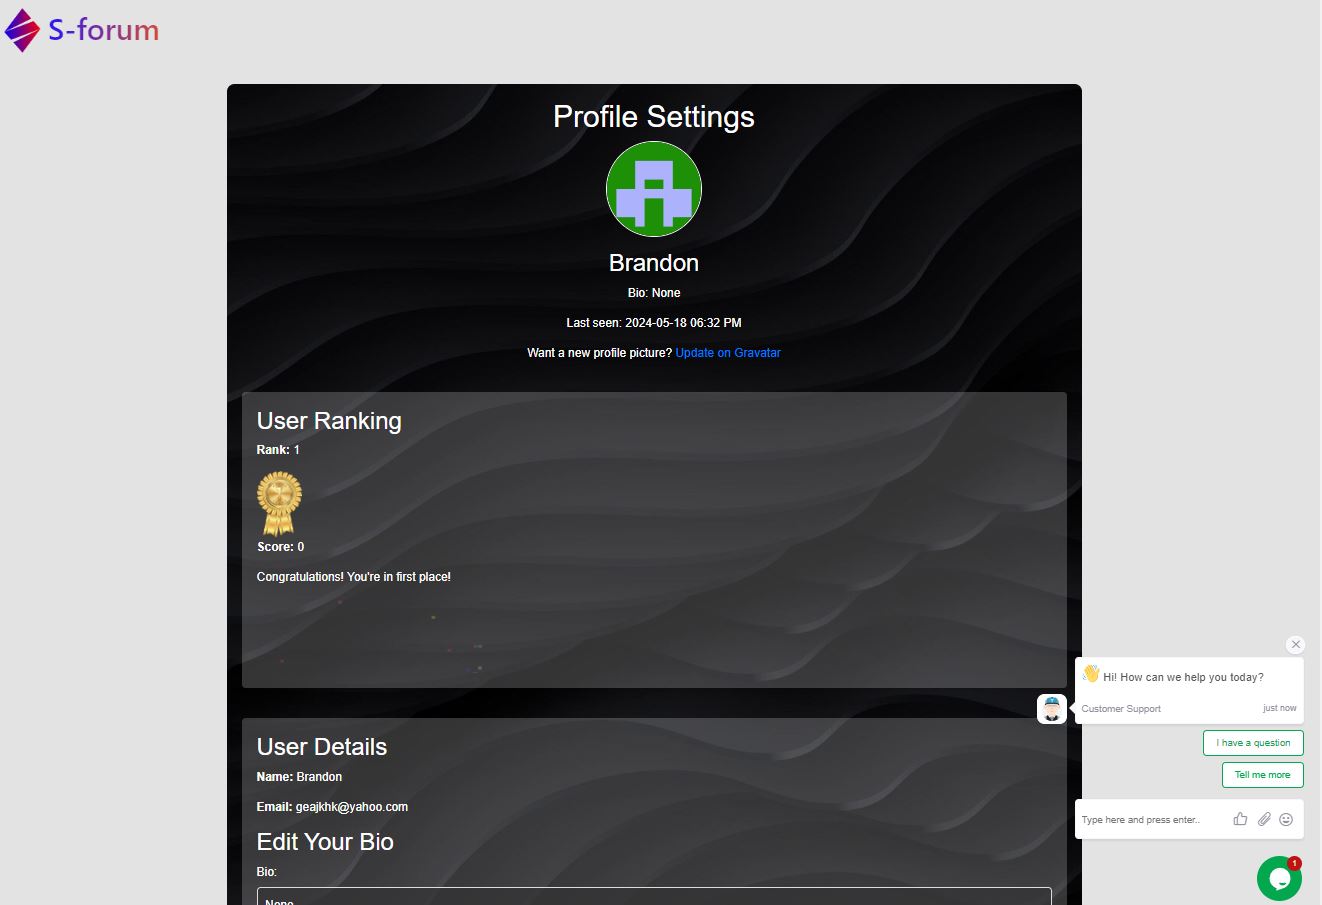 S-forum
Profile Settings
Brandon
Bio: None
Last seen: 2024-05-18 06:32 PM
Want a new profile picture? Update on Gravatar
User Ranking
Rank: 1
Score: 0
Congratulations! You're in first place!
User Details
Name: Brandon
Email: geajkhk@yahoo.com
Edit Your Bio
Bio:
None
Hi! How can we help you today?
Customer Support just now
I have a question
Tell me more
Type here and press enter..
1